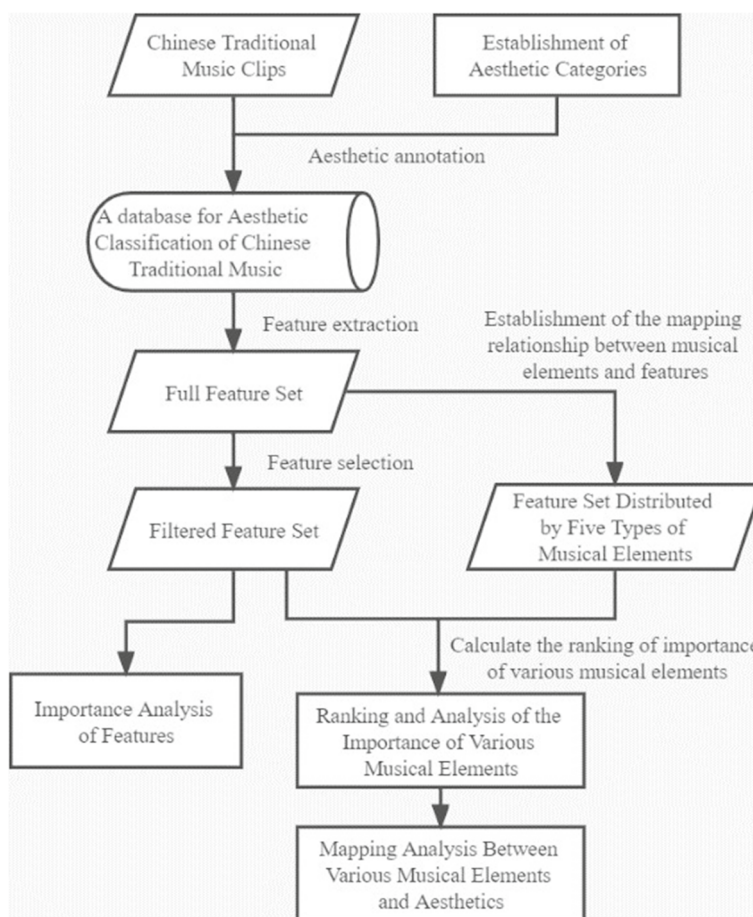 Chinese Traditional
Music Clips
Establishment of
Aesthetic Categories
Aesthetic annotation
A database for Aesthetic
Classification of Chinese
Traditional Music
Feature extraction
Establishment of the mapping
relationship between musical
elements and features
Full Feature Set
Feature selection
Filtered Feature Set
Feature Set Distributed
by Five Types of
Musical Elements
Calculate the ranking of importance
of various musical elements
Importance Analysis
of Features
Ranking and Analysis of the
Importance of Various
Musical Elements
Mapping Analysis Between
Various Musical Elements
and Aesthetics